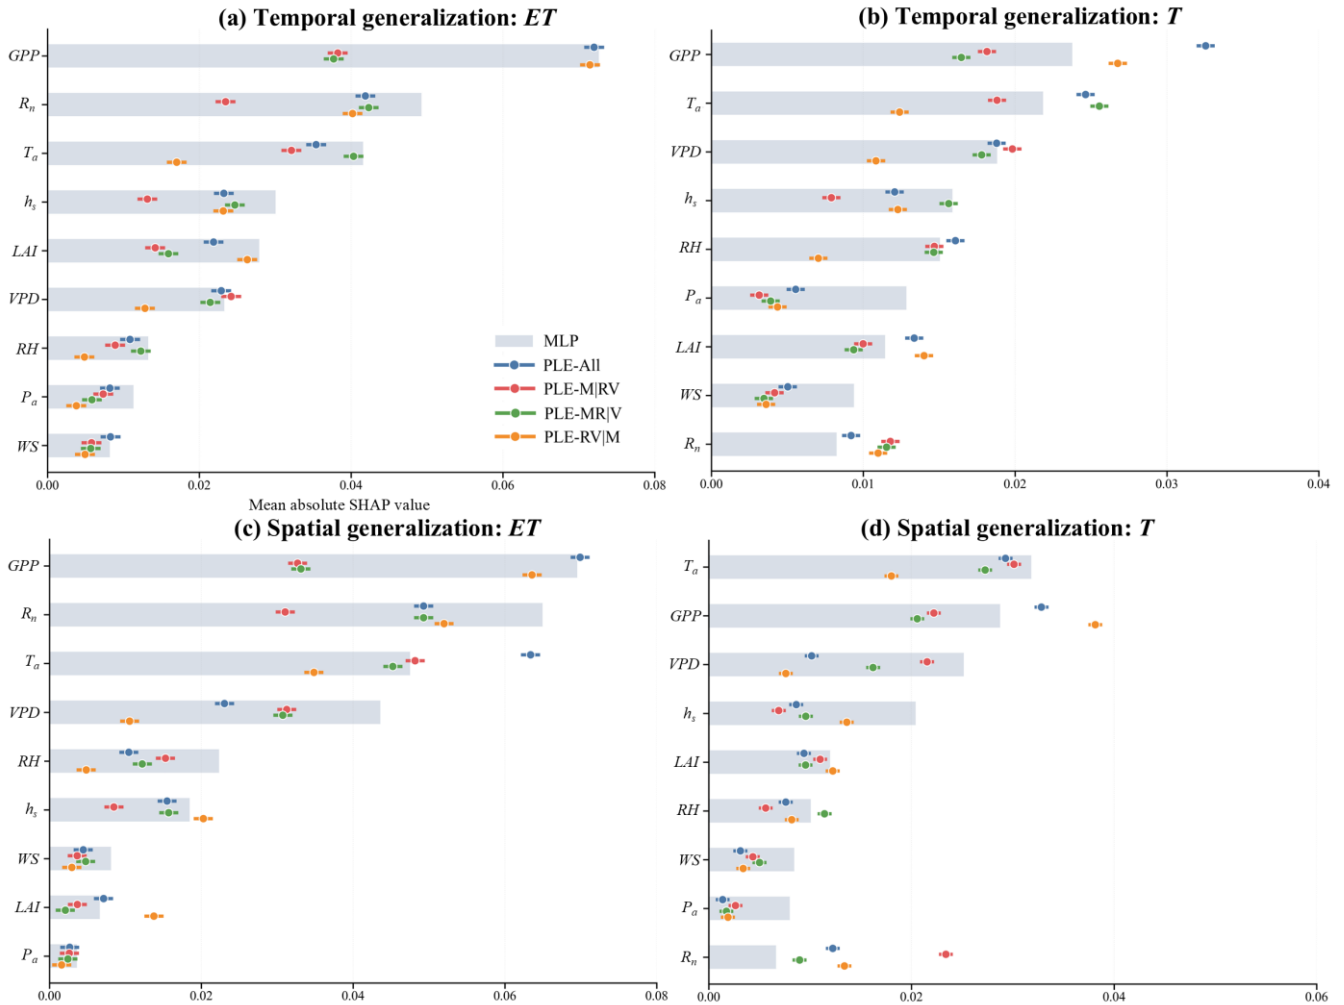 (a) Temporal generalization: ET
GPP
Rn
Ta
hs
LAI
VPD
RH
Pa
WS
MLP
PLE-All
PLE-M|RV
PLE-MR|V
PLE-RV|M
0.00 0.02 0.04 0.06 0.08
Mean absolute SHAP value
(b) Temporal generalization: T
GPP
Ta
VPD
hs
RH
Pa
LAI
WS
Rn
0.00 0.01 0.02 0.03 0.04
(c) Spatial generalization: ET
GPP
Rn
Ta
VPD
RH
hs
WS
LAI
Pa
0.00 0.02 0.04 0.06 0.08
(d) Spatial generalization: T
Ta
GPP
VPD
hs
LAI
RH
WS
Pa
Rn
0.00 0.02 0.04 0.06